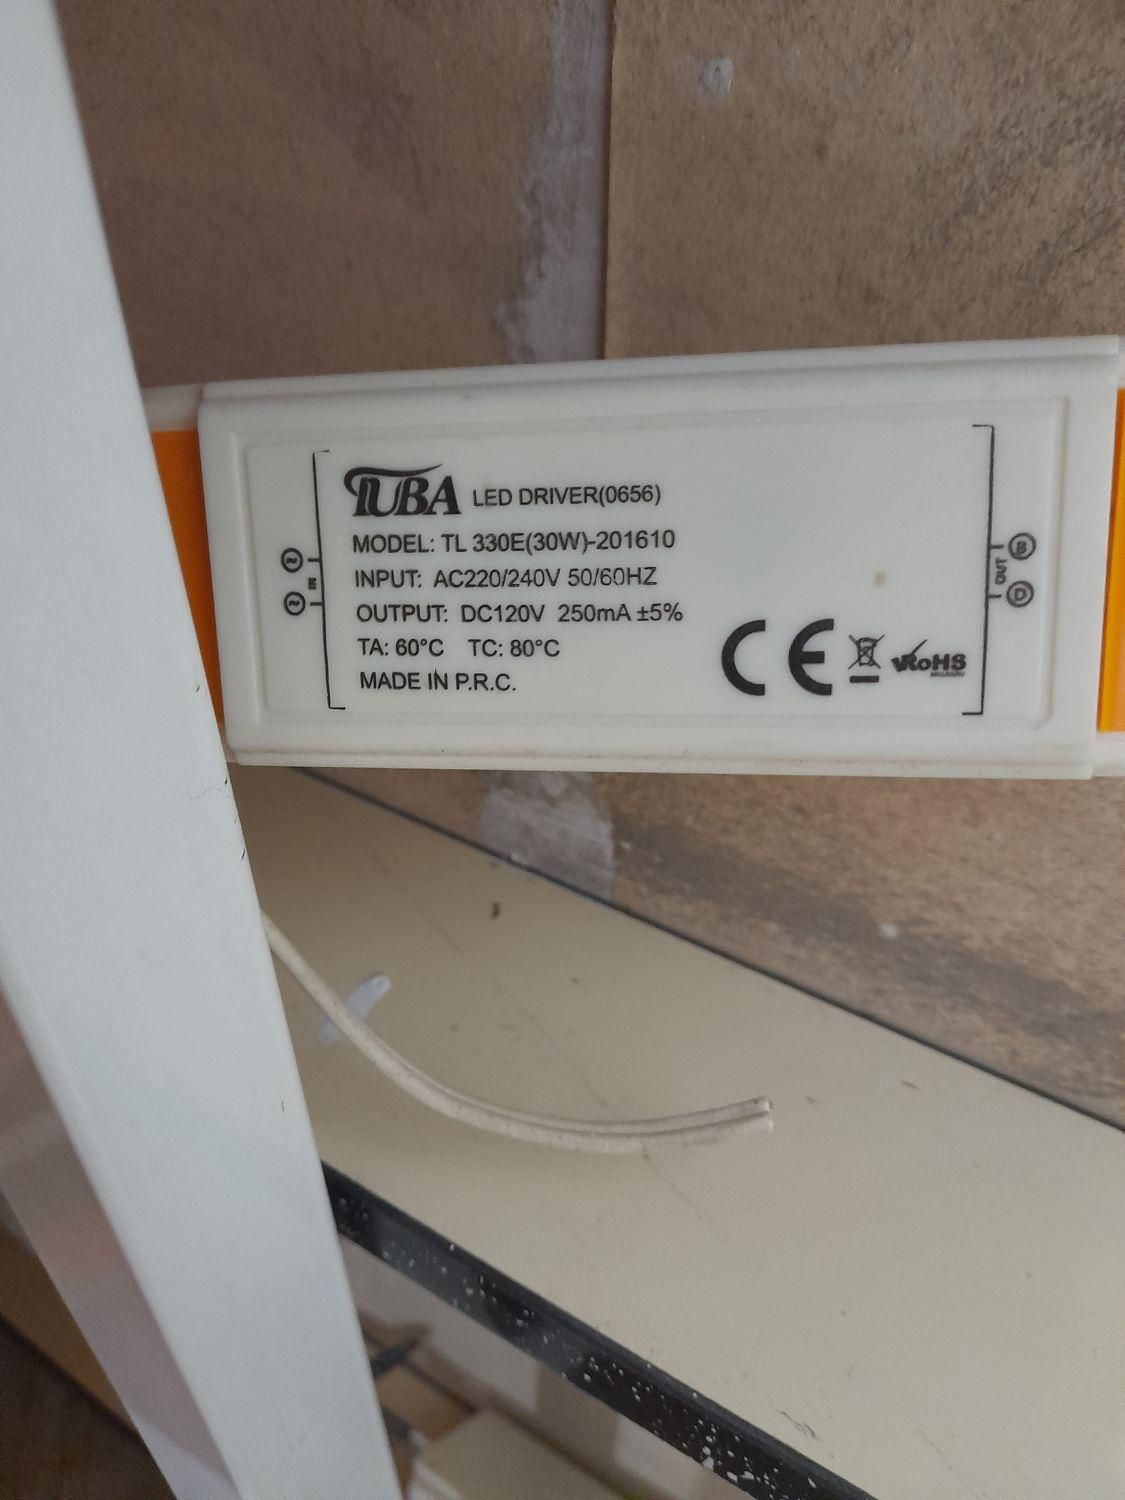 TUBA LED DRIVER(0656)
MODEL: TL 330E(30W)-201610
INPUT: AC220/240V 50/60HZ
OUTPUT: DC120V 250mA ±5%
TA: 60°C TC: 80°C
MADE IN P.R.C.
CE RoHS
OUT